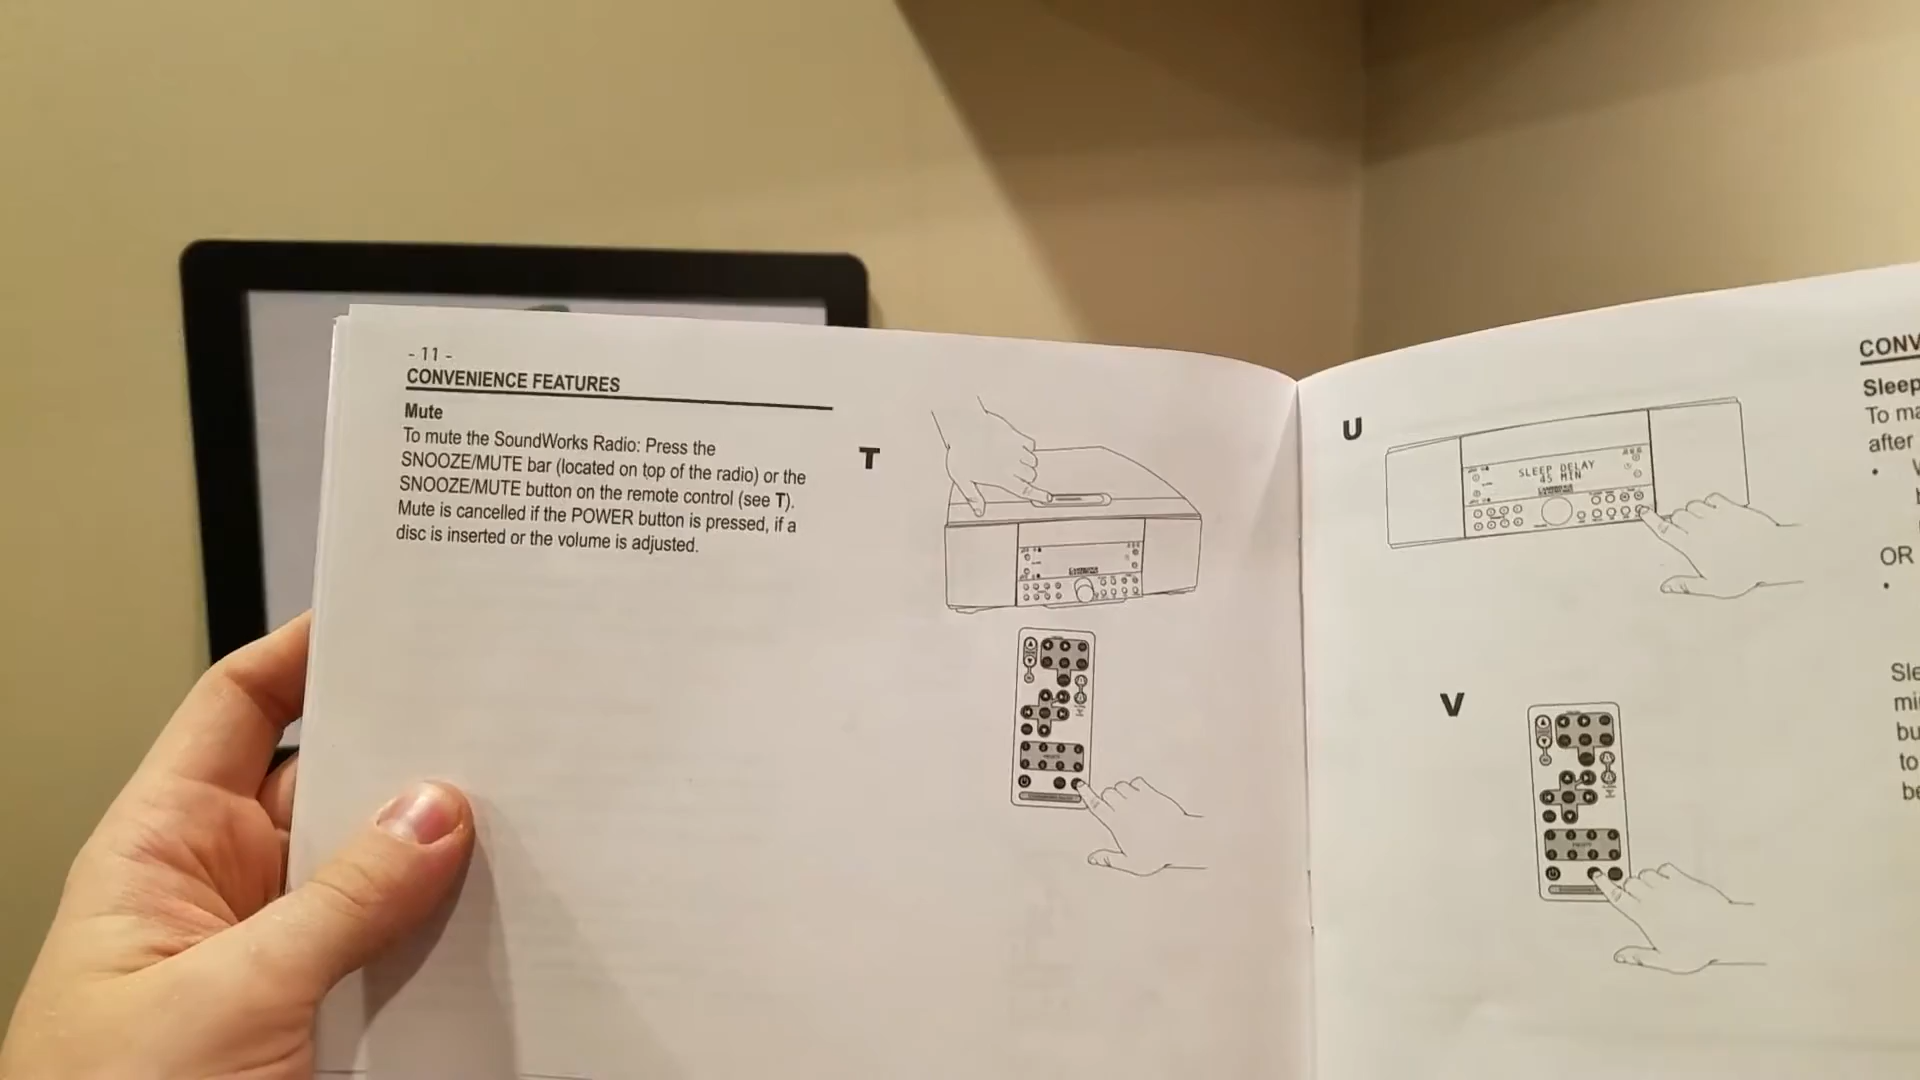 - 11 -
CONVENIENCE FEATURES
Mute
To mute the SoundWorks Radio: Press the
SNOOZE/MUTE bar (located on top of the radio) or the
SNOOZE/MUTE button on the remote control (see T).
Mute is cancelled if the POWER button is pressed, if a
disc is inserted or the volume is adjusted.
T
U
SLEEP DELAY
45 MIN
V
CONV
Sleep
To ma
after
•
OR
•
Sle
mi
bu
to
be